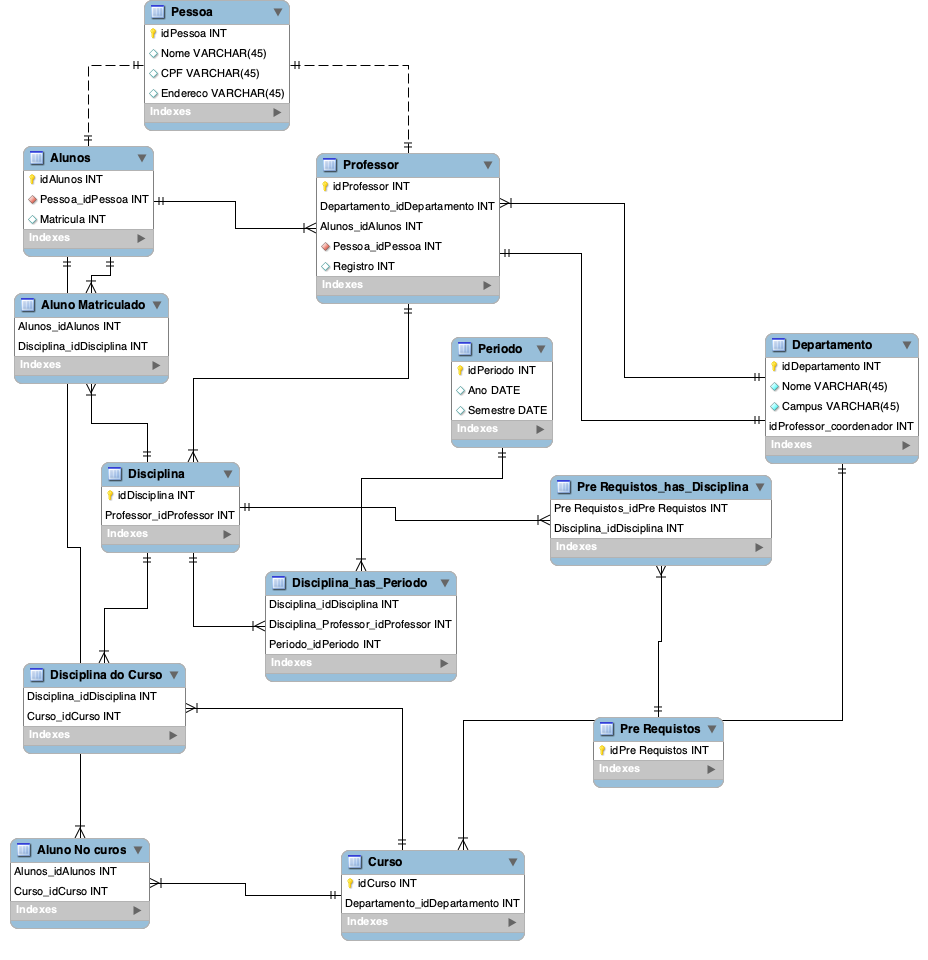 Pessoa
idPessoa INT
Nome VARCHAR(45)
CPF VARCHAR(45)
Endereco VARCHAR(45)
Indexes
Alunos
idAlunos INT
Pessoa_idPessoa INT
Matricula INT
Indexes
Professor
idProfessor INT
Departamento_idDepartamento INT
Alunos_idAlunos INT
Pessoa_idPessoa INT
Registro INT
Indexes
Aluno Matriculado
Alunos_idAlunos INT
Disciplina_idDisciplina INT
Indexes
Periodo
idPeriodo INT
Ano DATE
Semestre DATE
Indexes
Departamento
idDepartamento INT
Nome VARCHAR(45)
Campus VARCHAR(45)
idProfessor_coordenador INT
Indexes
Disciplina
idDisciplina INT
Professor_idProfessor INT
Indexes
Pre Requistos_has_Disciplina
Pre Requistos_idPre Requistos INT
Disciplina_idDisciplina INT
Indexes
Disciplina_has_Periodo
Disciplina_idDisciplina INT
Disciplina_Professor_idProfessor INT
Periodo_idPeriodo INT
Indexes
Disciplina do Curso
Disciplina_idDisciplina INT
Curso_idCurso INT
Indexes
Pre Requistos
idPre Requistos INT
Indexes
Aluno No curos
Alunos_idAlunos INT
Curso_idCurso INT
Indexes
Curso
idCurso INT
Departamento_idDepartamento INT
Indexes